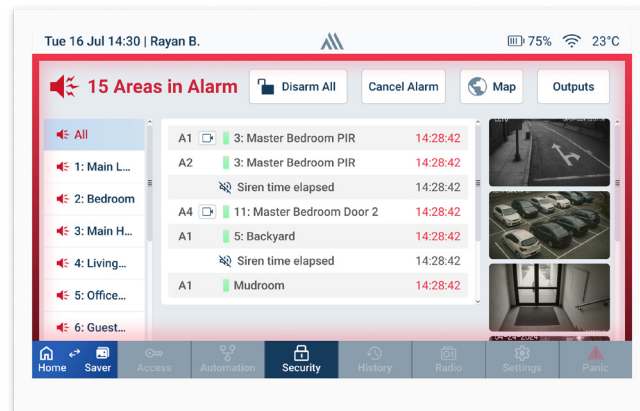 Tue 16 Jul 14:30 | Rayan B.
75%
23°C
15 Areas in Alarm
Disarm All
Cancel Alarm
Map
Outputs
All
1: Main L...
2: Bedroom
3: Main H...
4: Living...
5: Office...
6: Guest...
A1 3: Master Bedroom PIR 14:28:42
A2 3: Master Bedroom PIR 14:28:42
Siren time elapsed 14:28:42
A4 11: Master Bedroom Door 2 14:28:42
A1 5: Backyard 14:28:42
Siren time elapsed 14:28:42
A1 Mudroom 14:28:42
04-24-2024
Home
Saver
Access
Automation
Security
History
Radio
Settings
Panic